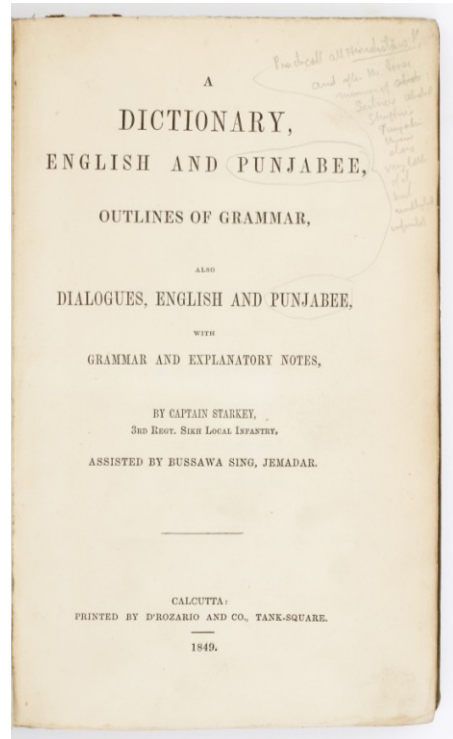 Hindustani
A
DICTIONARY,
ENGLISH AND PUNJABEE,
OUTLINES OF GRAMMAR,
ALSO
DIALOGUES, ENGLISH AND PUNJABEE,
WITH
GRAMMAR AND EXPLANATORY NOTES,
BY CAPTAIN STARKEY,
3RD REGT. SIKH LOCAL INFANTRY,
ASSISTED BY BUSSAWA SING, JEMADAR.
CALCUTTA:
PRINTED BY D'ROZARIO AND CO., TANK-SQUARE.
1849.